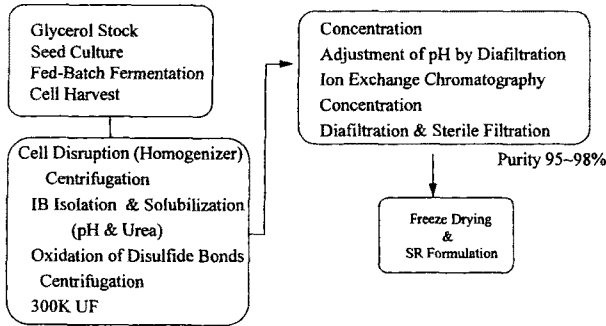 Glycerol Stock
Seed Culture
Fed-Batch Fermentation
Cell Harvest
Cell Disruption (Homogenizer)
Centrifugation
IB Isolation & Solubilization
(pH & Urea)
Oxidation of Disulfide Bonds
Centrifugation
300K UF
Concentration
Adjustment of pH by Diafiltration
Ion Exchange Chromatography
Concentration
Diafiltration & Sterile Filtration
Purity 95~98%
Freeze Drying
&
SR Formulation